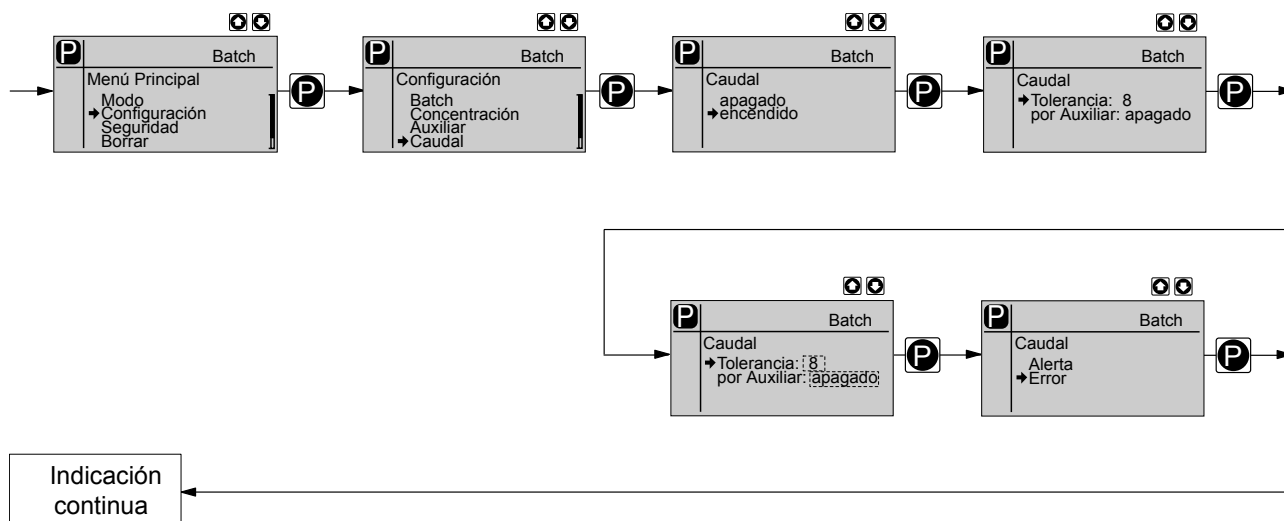 P
Batch
Menú Principal
Modo
Configuración
Seguridad
Borrar
P
P
Batch
Configuración
Batch
Concentración
Auxiliar
Caudal
P
Batch
Caudal
apagado
encendido
P
P
Batch
Caudal
Tolerancia: 8
por Auxiliar: apagado
P
P
Batch
Caudal
Tolerancia: 8
por Auxiliar: apagado
P
P
Batch
Caudal
Alerta
Error
P
Indicación
continua